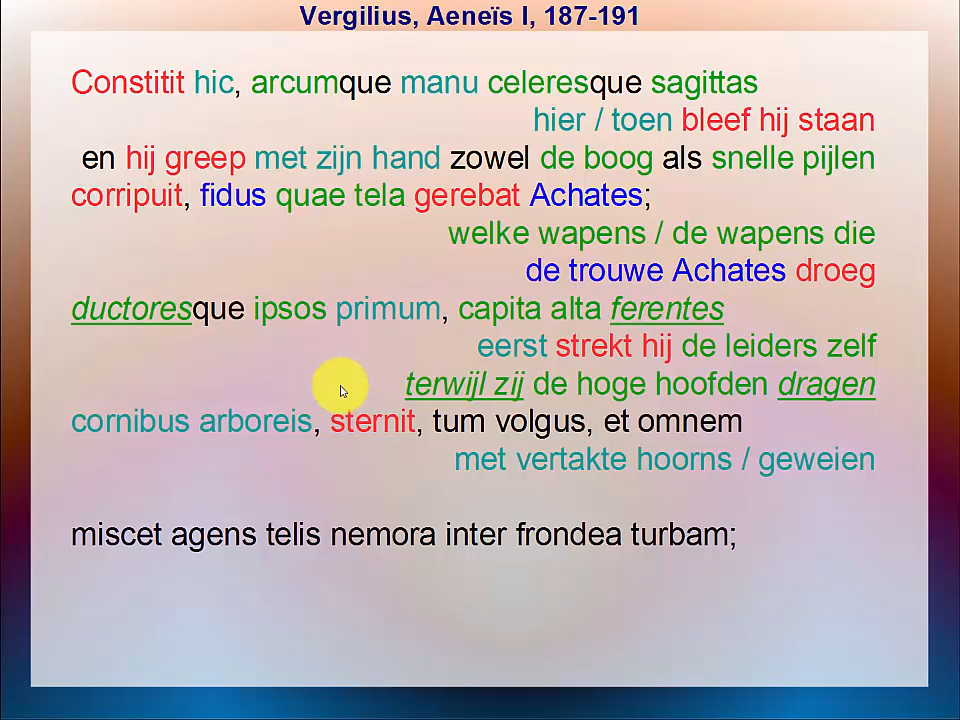 Vergilius, Aeneïs I, 187-191
Constitit hic, arcumque manu celeresque sagittas
hier / toen bleef hij staan
en hij greep met zijn hand zowel de boog als snelle pijlen
corripuit, fidus quae tela gerebat Achates;
welke wapens / de wapens die
de trouwe Achates droeg
ductoresque ipsos primum, capita alta ferentes
eerst strekt hij de leiders zelf
terwijl zij de hoge hoofden dragen
cornibus arboreis, sternit, tum volgus, et omnem
met vertakte hoorns / geweien
miscet agens telis nemora inter frondea turbam;